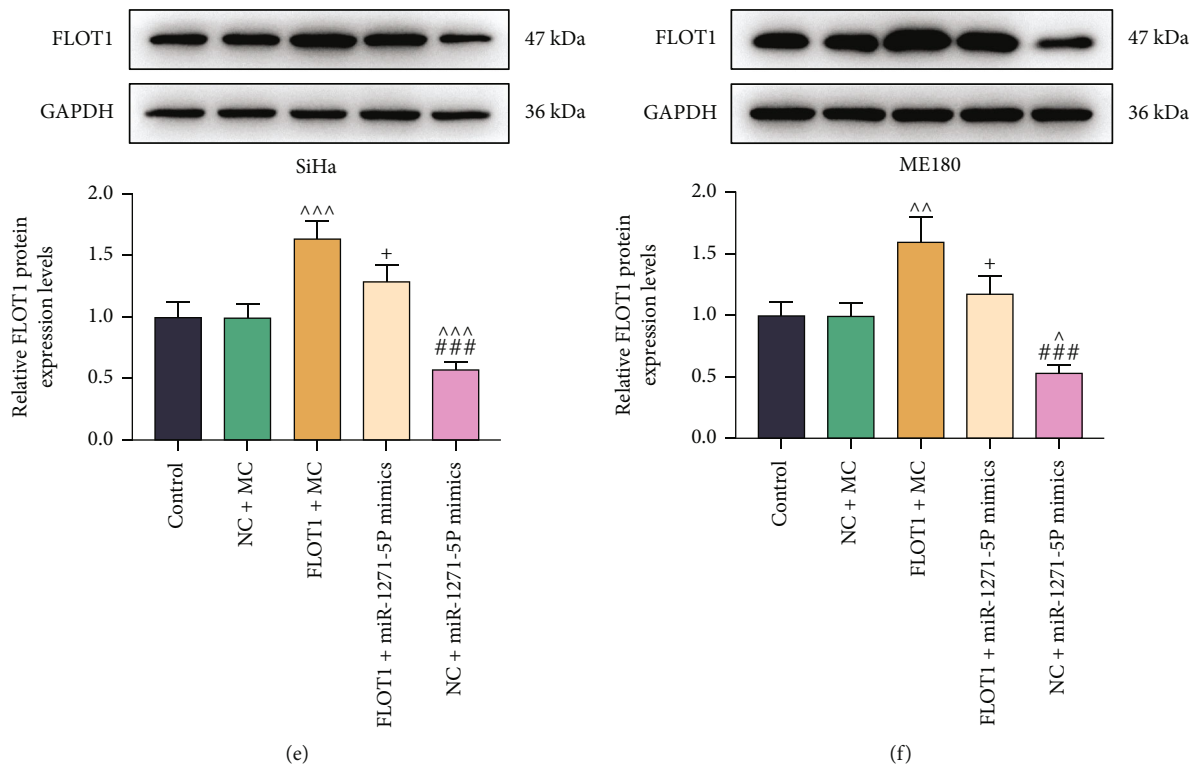 FLOT1
47 kDa
GAPDH
36 kDa
SiHa
Relative FLOT1 protein
expression levels
2.0
1.5
1.0
0.5
0.0
^^^
+
^^^
###
Control
NC + MC
FLOT1 + MC
FLOT1 + miR-1271-5P mimics
NC + miR-1271-5P mimics
(e)
FLOT1
47 kDa
GAPDH
36 kDa
ME180
Relative FLOT1 protein
expression levels
2.0
1.5
1.0
0.5
0.0
^^
+
^
###
Control
NC + MC
FLOT1 + MC
FLOT1 + miR-1271-5P mimics
NC + miR-1271-5P mimics
(f)